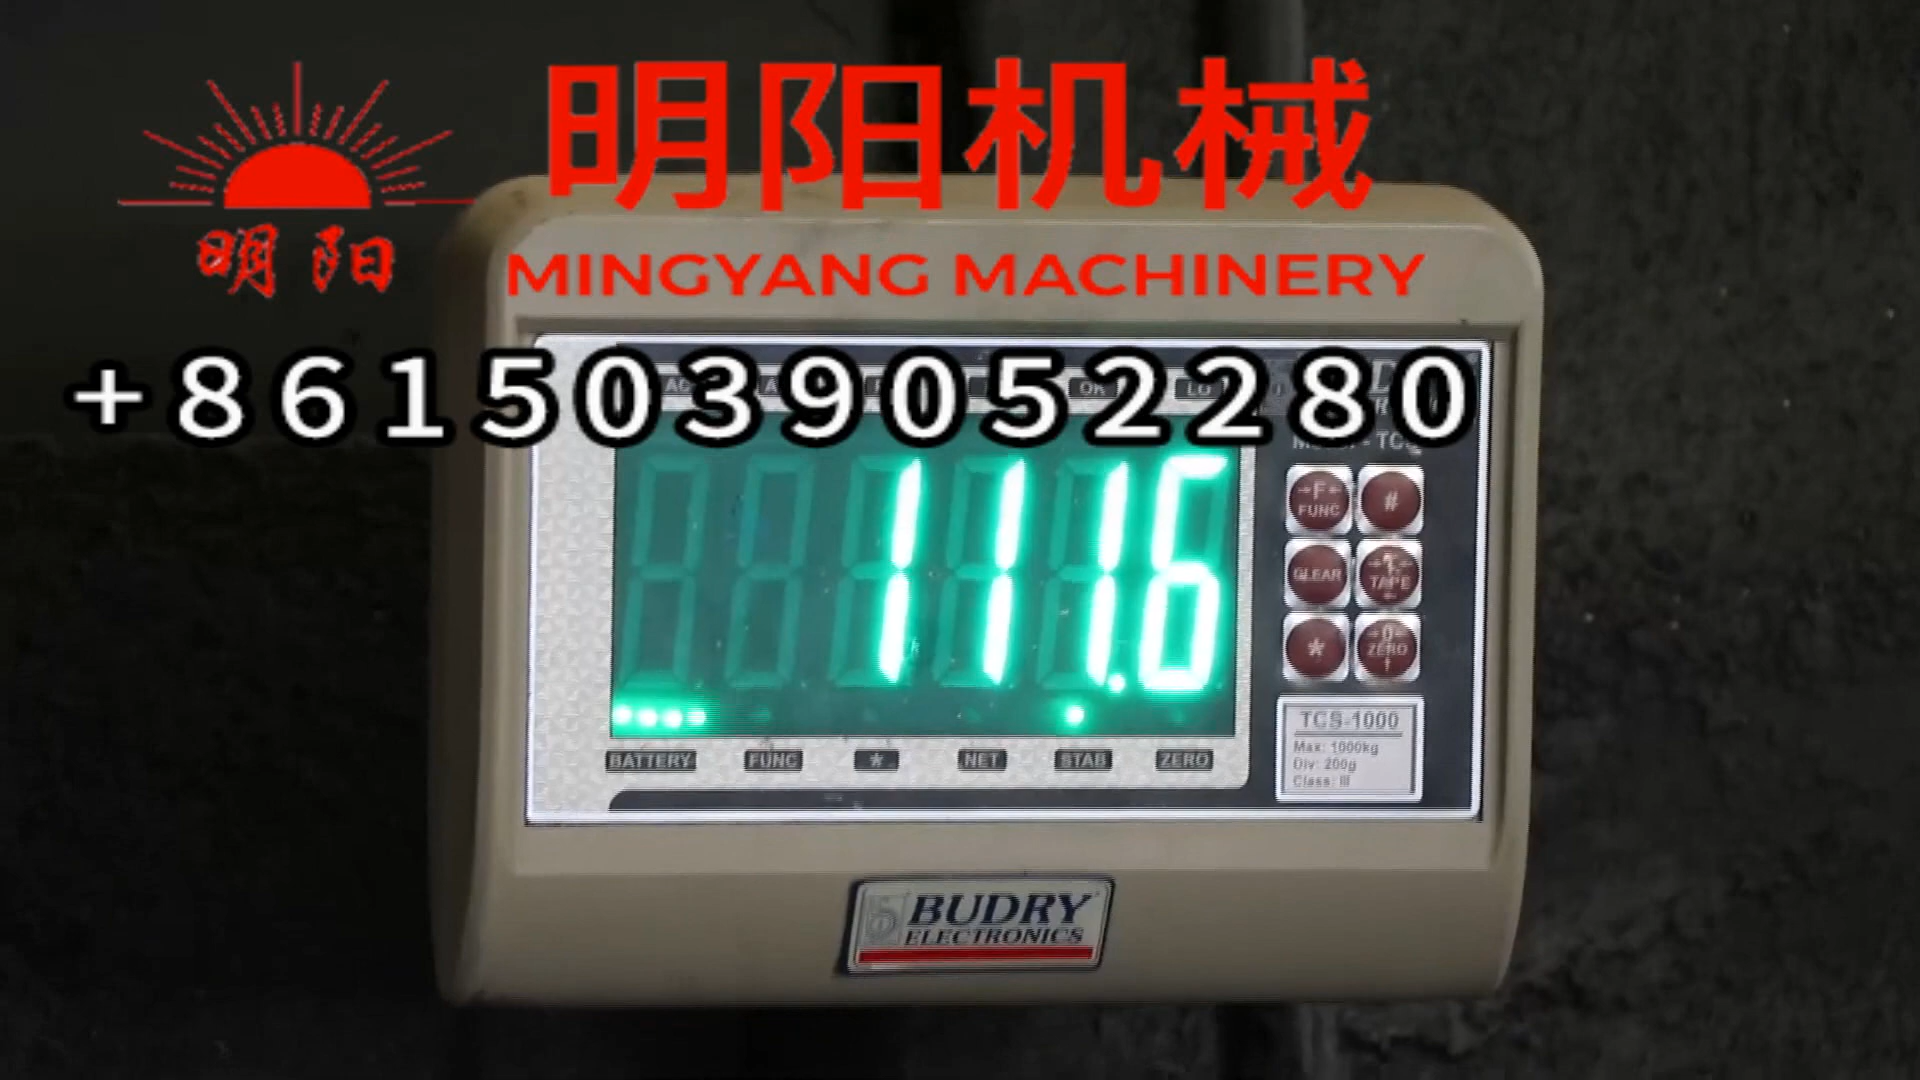 明阳机械
明阳
MINGYANG MACHINERY
+8615039052280
111.6
→F←
FUNC
#
CLEAR
TAPE
*
→0←
ZERO
BATTERY
FUNC
*
NET
STAB
ZERO
TCS-1000
Max: 1000kg
Div: 200g
Class: III
BUDRY
ELECTRONICS